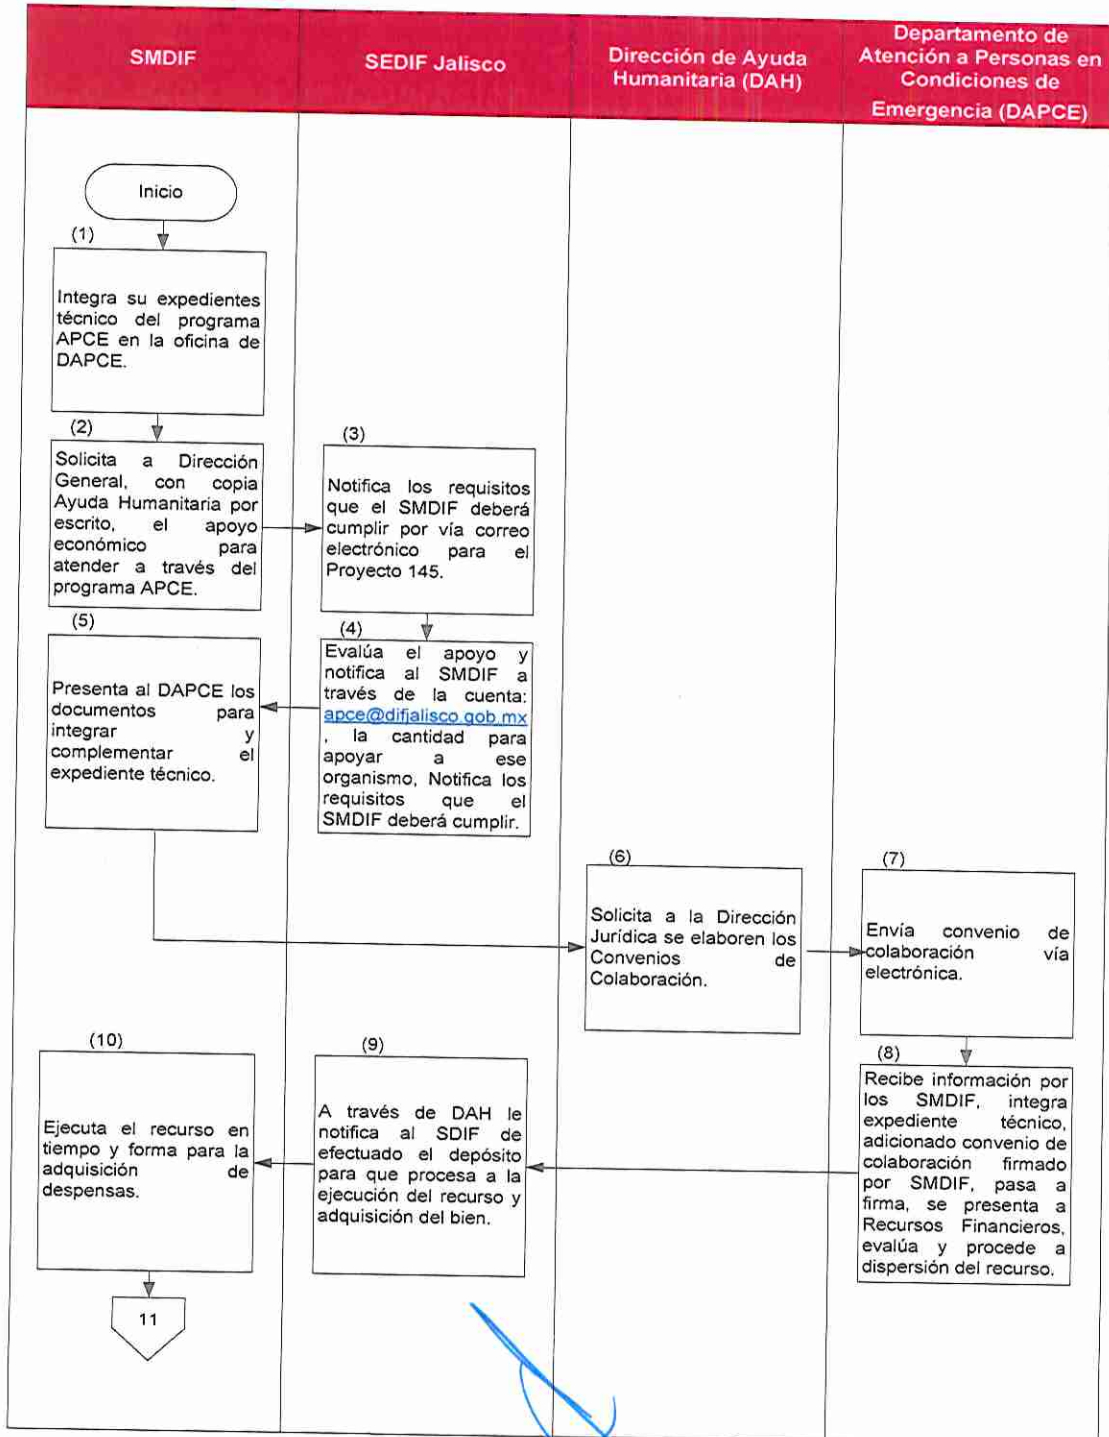 SMDIF
SEDIF Jalisco
Dirección de Ayuda
Humanitaria (DAH)
Departamento de
Atención a Personas en
Condiciones de
Emergencia (DAPCE)
Inicio
(1)
Integra su expedientes
técnico del programa
APCE en la oficina de
DAPCE.
(2)
Solicita a Dirección
General, con copia
Ayuda Humanitaria por
escrito, el apoyo
económico para
atender a través del
programa APCE.
(3)
Notifica los requisitos
que el SMDIF deberá
cumplir por vía correo
electrónico para el
Proyecto 145.
(4)
Evalúa el apoyo y
notifica al SMDIF a
través de la cuenta:
apce@difjalisco.gob.mx
, la cantidad para
apoyar a ese
organismo, Notifica los
requisitos que el
SMDIF deberá cumplir.
(5)
Presenta al DAPCE los
documentos para
integrar y
complementar el
expediente técnico.
(6)
Solicita a la Dirección
Jurídica se elaboren los
Convenios de
Colaboración.
(7)
Envía convenio de
colaboración vía
electrónica.
(8)
Recibe información por
los SMDIF, integra
expediente técnico,
adicionado convenio de
colaboración firmado
por SMDIF, pasa a
firma, se presenta a
Recursos Financieros,
evalúa y procede a
dispersión del recurso.
(9)
A través de DAH le
notifica al SDIF de
efectuado el depósito
para que procesa a la
ejecución del recurso y
adquisición del bien.
(10)
Ejecuta el recurso en
tiempo y forma para la
adquisición de
despensas.
11